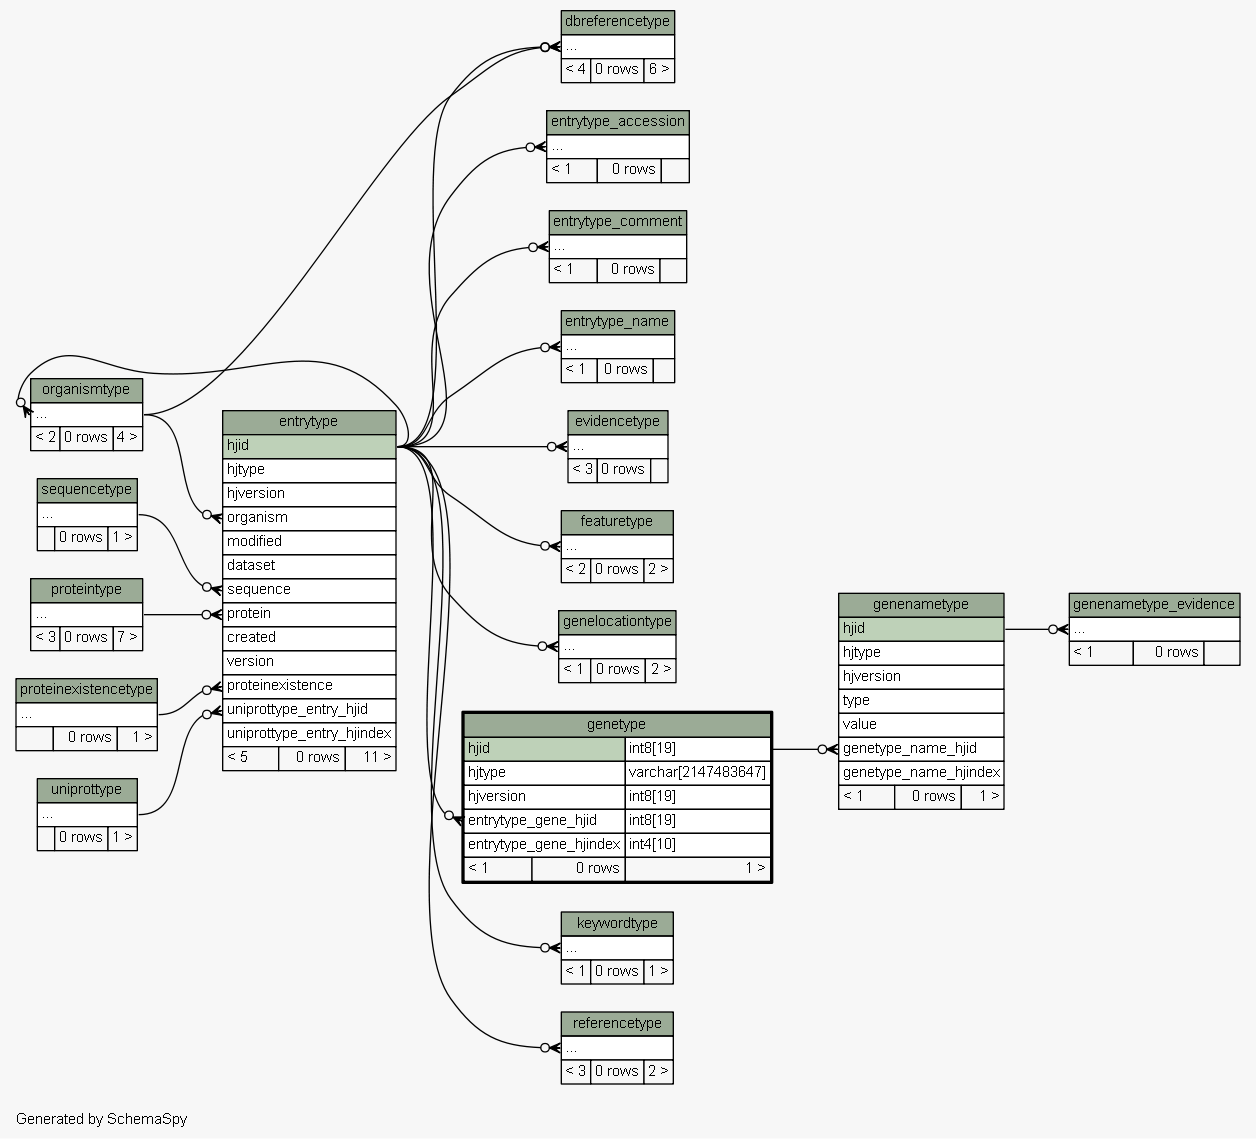 dbreferencetype
...
< 4 0 rows 6 >
entrytype_accession
...
< 1 0 rows
entrytype_comment
...
< 1 0 rows
entrytype_name
...
< 1 0 rows
organismtype
...
< 2 0 rows 4 >
sequencetype
...
0 rows 1 >
proteintype
...
< 3 0 rows 7 >
proteinexistencetype
...
0 rows 1 >
uniprottype
...
0 rows 1 >
entrytype
hjid
hjtype
hjversion
organism
modified
dataset
sequence
protein
created
version
proteinexistence
uniprottype_entry_hjid
uniprottype_entry_hjindex
< 5 0 rows 11 >
evidencetype
...
< 3 0 rows
featuretype
...
< 2 0 rows 2 >
genelocationtype
...
< 1 0 rows 2 >
genetype
hjid int8[19]
hjtype varchar[2147483647]
hjversion int8[19]
entrytype_gene_hjid int8[19]
entrytype_gene_hjindex int4[10]
< 1 0 rows 1 >
genenametype
hjid
hjtype
hjversion
type
value
genetype_name_hjid
genetype_name_hjindex
< 1 0 rows 1 >
genenametype_evidence
...
< 1 0 rows
keywordtype
...
< 1 0 rows 1 >
referencetype
...
< 3 0 rows 2 >
Generated by SchemaSpy